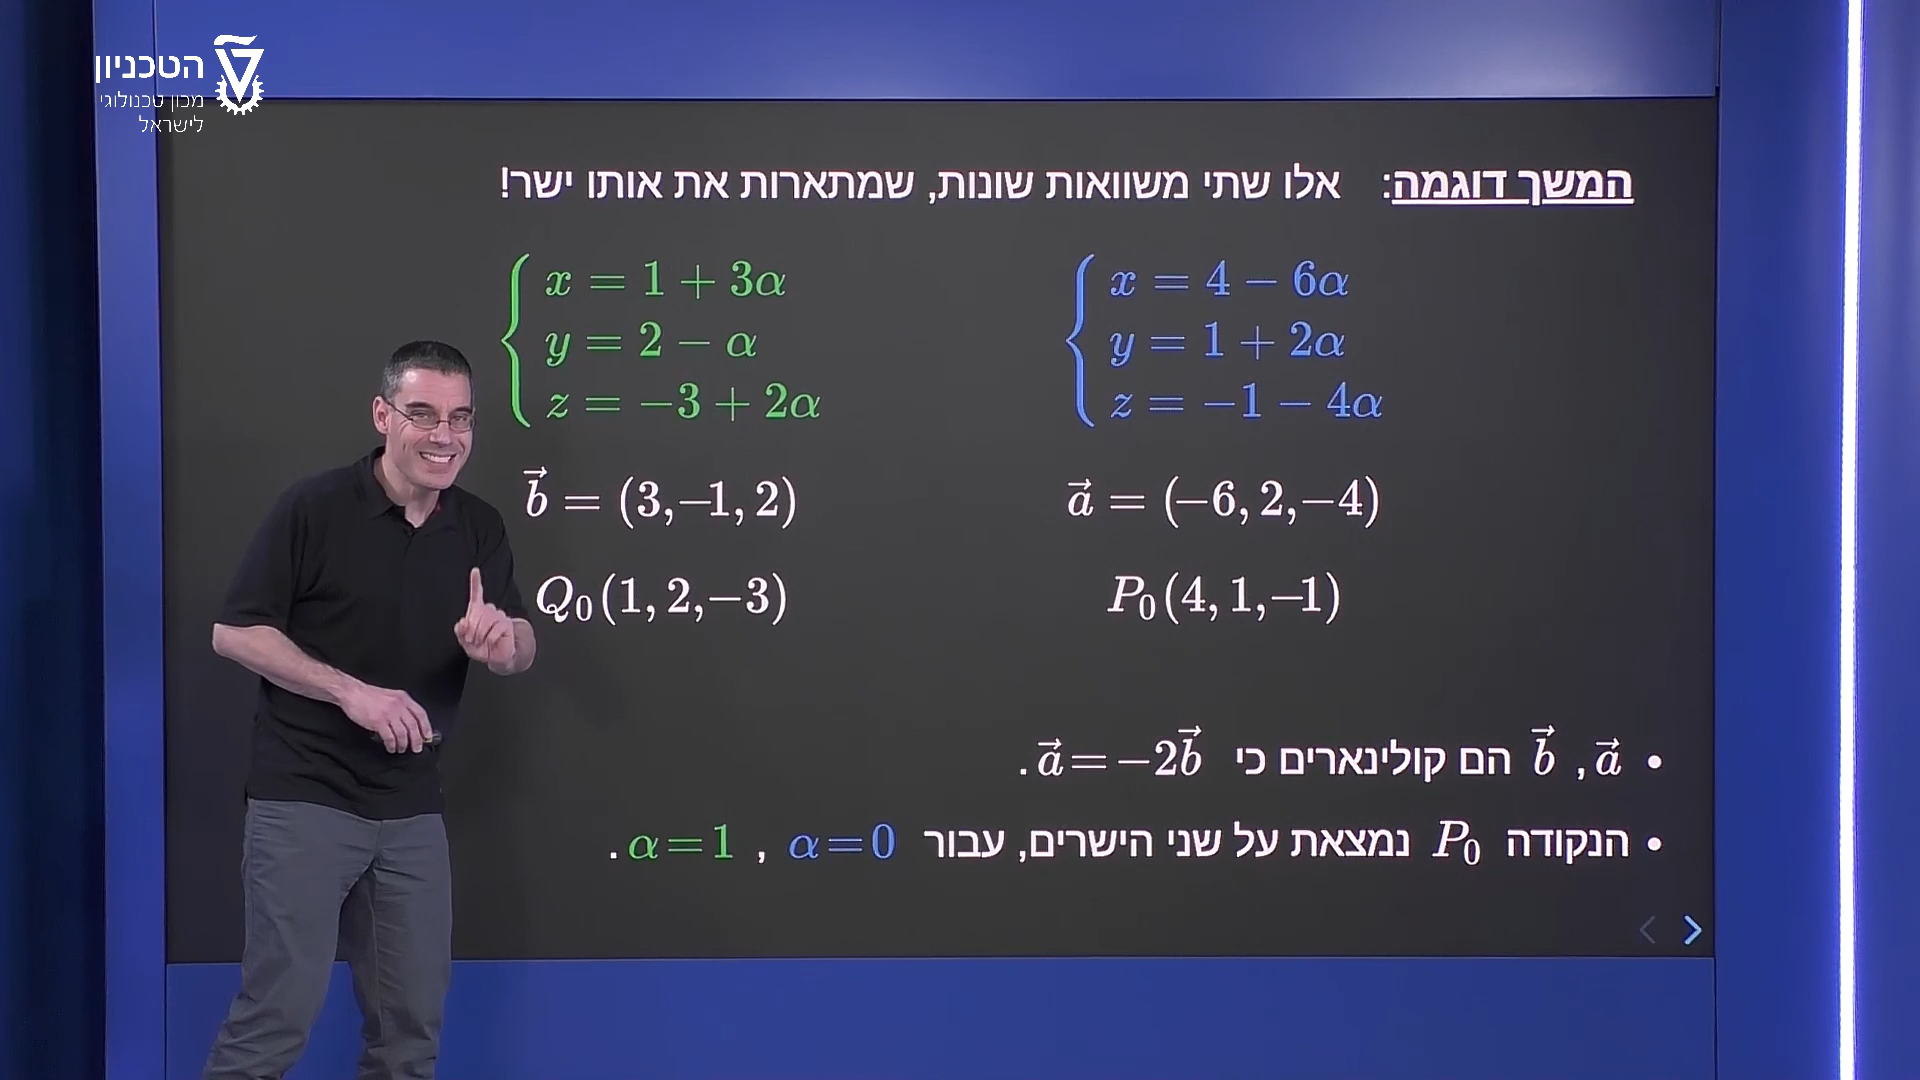 הטכניון
מכון טכנולוגי
לישראל
המשך דוגמה: אלו שתי משוואות שונות, שמתארות את אותו ישר!
x = 4 − 6α
y = 1 + 2α
z = −1 − 4α
a⃗ = (−6, 2, −4)
P₀(4, 1, −1)
x = 1 + 3α
y = 2 − α
z = −3 + 2α
b⃗ = (3, −1, 2)
Q₀(1, 2, −3)
• a⃗ , b⃗ הם קולינארים כי a⃗ = −2b⃗ .
• הנקודה P₀ נמצאת על שני הישרים, עבור α = 0 , α = 1 .